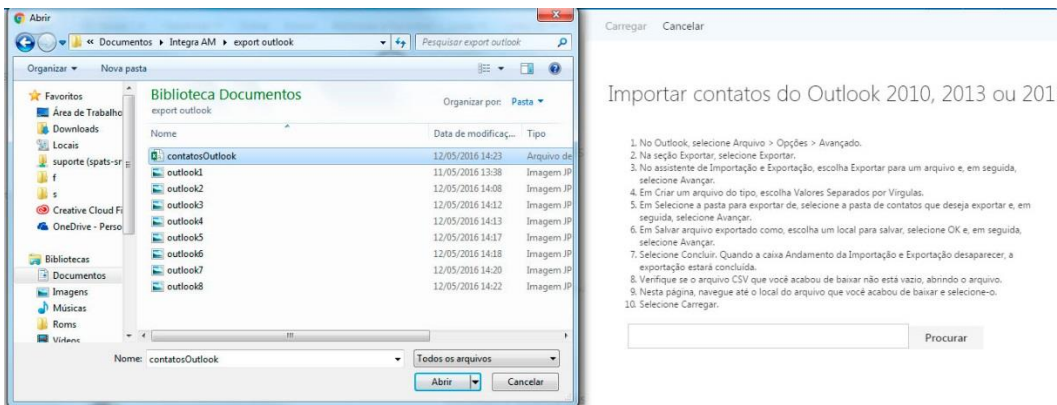 Abrir
« Documentos ▸ Integra AM ▸ export outlook
Pesquisar export outlook
Organizar
Nova pasta
Favoritos
Área de Trabalho
Downloads
Locais
suporte (spats-sr
f
s
Creative Cloud Fi
OneDrive - Perso
Bibliotecas
Documentos
Imagens
Músicas
Roms
Vídeos
Biblioteca Documentos
export outlook
Organizar por: Pasta
Nome Data de modificaç... Tipo
contatosOutlook 12/05/2016 14:23 Arquivo de
outlook1 11/05/2016 13:38 Imagem JP
outlook2 12/05/2016 14:08 Imagem JP
outlook3 12/05/2016 14:12 Imagem JP
outlook4 12/05/2016 14:13 Imagem JP
outlook5 12/05/2016 14:17 Imagem JP
outlook6 12/05/2016 14:18 Imagem JP
outlook7 12/05/2016 14:20 Imagem JP
outlook8 12/05/2016 14:22 Imagem JP
Nome: contatosOutlook
Todos os arquivos
Abrir
Cancelar
Carregar Cancelar
Importar contatos do Outlook 2010, 2013 ou 201
1. No Outlook, selecione Arquivo > Opções > Avançado.
2. Na seção Exportar, selecione Exportar.
3. No assistente de Importação e Exportação, escolha Exportar para um arquivo e, em seguida,
selecione Avançar.
4. Em Criar um arquivo do tipo, escolha Valores Separados por Vírgulas.
5. Em Selecione a pasta para exportar de, selecione a pasta de contatos que deseja exportar e, em
seguida, selecione Avançar.
6. Em Salvar arquivo exportado como, escolha um local para salvar, selecione OK e, em seguida,
selecione Avançar.
7. Selecione Concluir. Quando a caixa Andamento da Importação e Exportação desaparecer, a
exportação estará concluída.
8. Verifique se o arquivo CSV que você acabou de baixar não está vazio, abrindo o arquivo.
9. Nesta página, navegue até o local do arquivo que você acabou de baixar e selecione-o.
10. Selecione Carregar.
Procurar